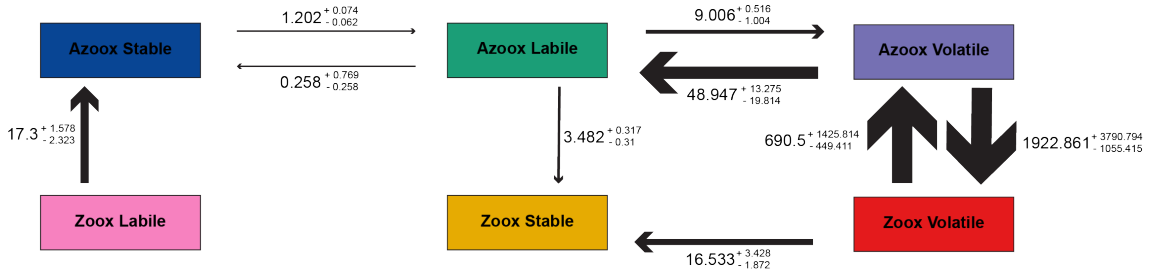 1.202 + 0.074 - 0.062
9.006 + 0.516 - 1.004
Azoox Stable
Azoox Labile
Azoox Volatile
0.258 + 0.769 - 0.258
48.947 + 13.275 - 19.814
17.3 + 1.578 - 2.323
3.482 + 0.317 - 0.31
690.5 + 1425.814 - 449.411
1922.861 + 3790.794 - 1055.415
Zoox Labile
Zoox Stable
Zoox Volatile
16.533 + 3.428 - 1.872